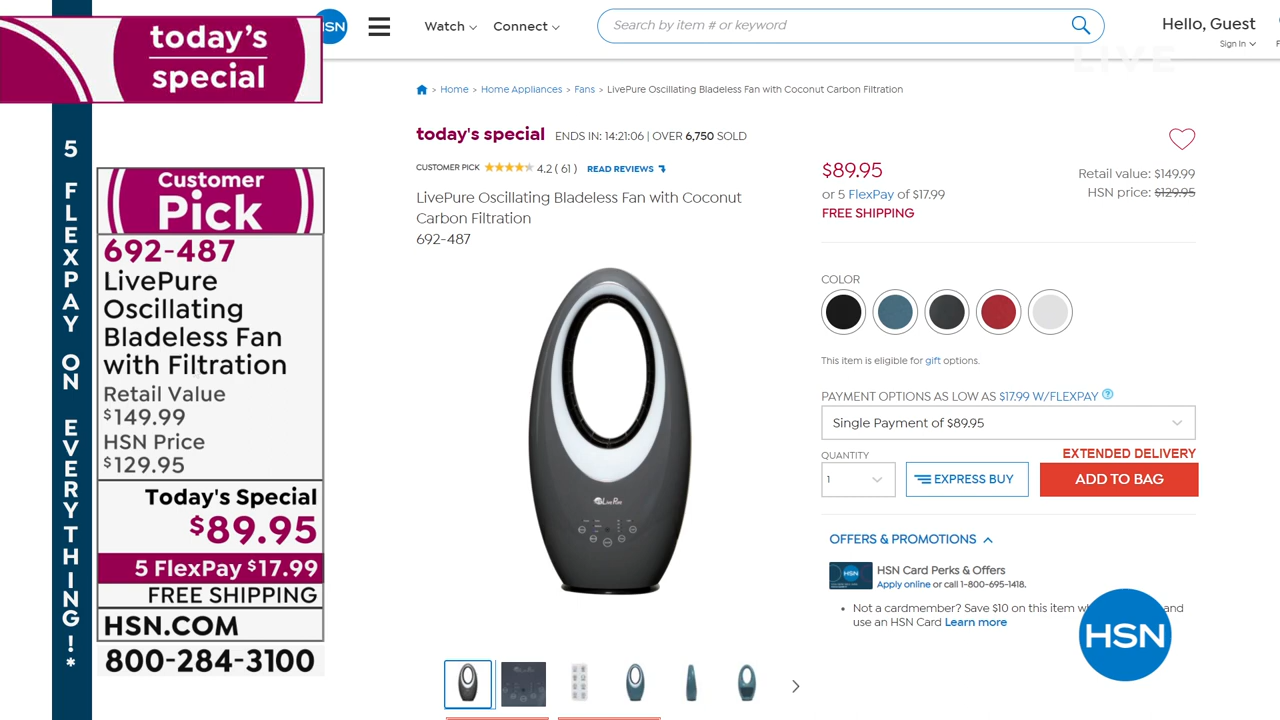 today's
special
5 FLEXPAY ON EVERYTHING!*
Customer
Pick
692-487
LivePure
Oscillating
Bladeless Fan
with Filtration
Retail Value
$149.99
HSN Price
$129.95
Today's Special
$89.95
5 FlexPay $17.99
FREE SHIPPING
HSN.COM
800-284-3100
HSN
Watch
Connect
Search by item # or keyword
Hello, Guest
Sign In
LIVE
> Home > Home Appliances > Fans > LivePure Oscillating Bladeless Fan with Coconut Carbon Filtration
today's special ENDS IN: 14:21:06 | OVER 6,750 SOLD
CUSTOMER PICK 4.2 ( 61 ) READ REVIEWS
LivePure Oscillating Bladeless Fan with Coconut
Carbon Filtration
692-487
LivePure
$89.95
or 5 FlexPay of $17.99
FREE SHIPPING
Retail value: $149.99
HSN price: $129.95
COLOR
This item is eligible for gift options.
PAYMENT OPTIONS AS LOW AS $17.99 W/FLEXPAY ?
Single Payment of $89.95
QUANTITY
1
EXPRESS BUY
EXTENDED DELIVERY
ADD TO BAG
OFFERS & PROMOTIONS
HSN
HSN Card Perks & Offers
Apply online or call 1-800-695-1418.
• Not a cardmember? Save $10 on this item and
use an HSN Card Learn more
HSN